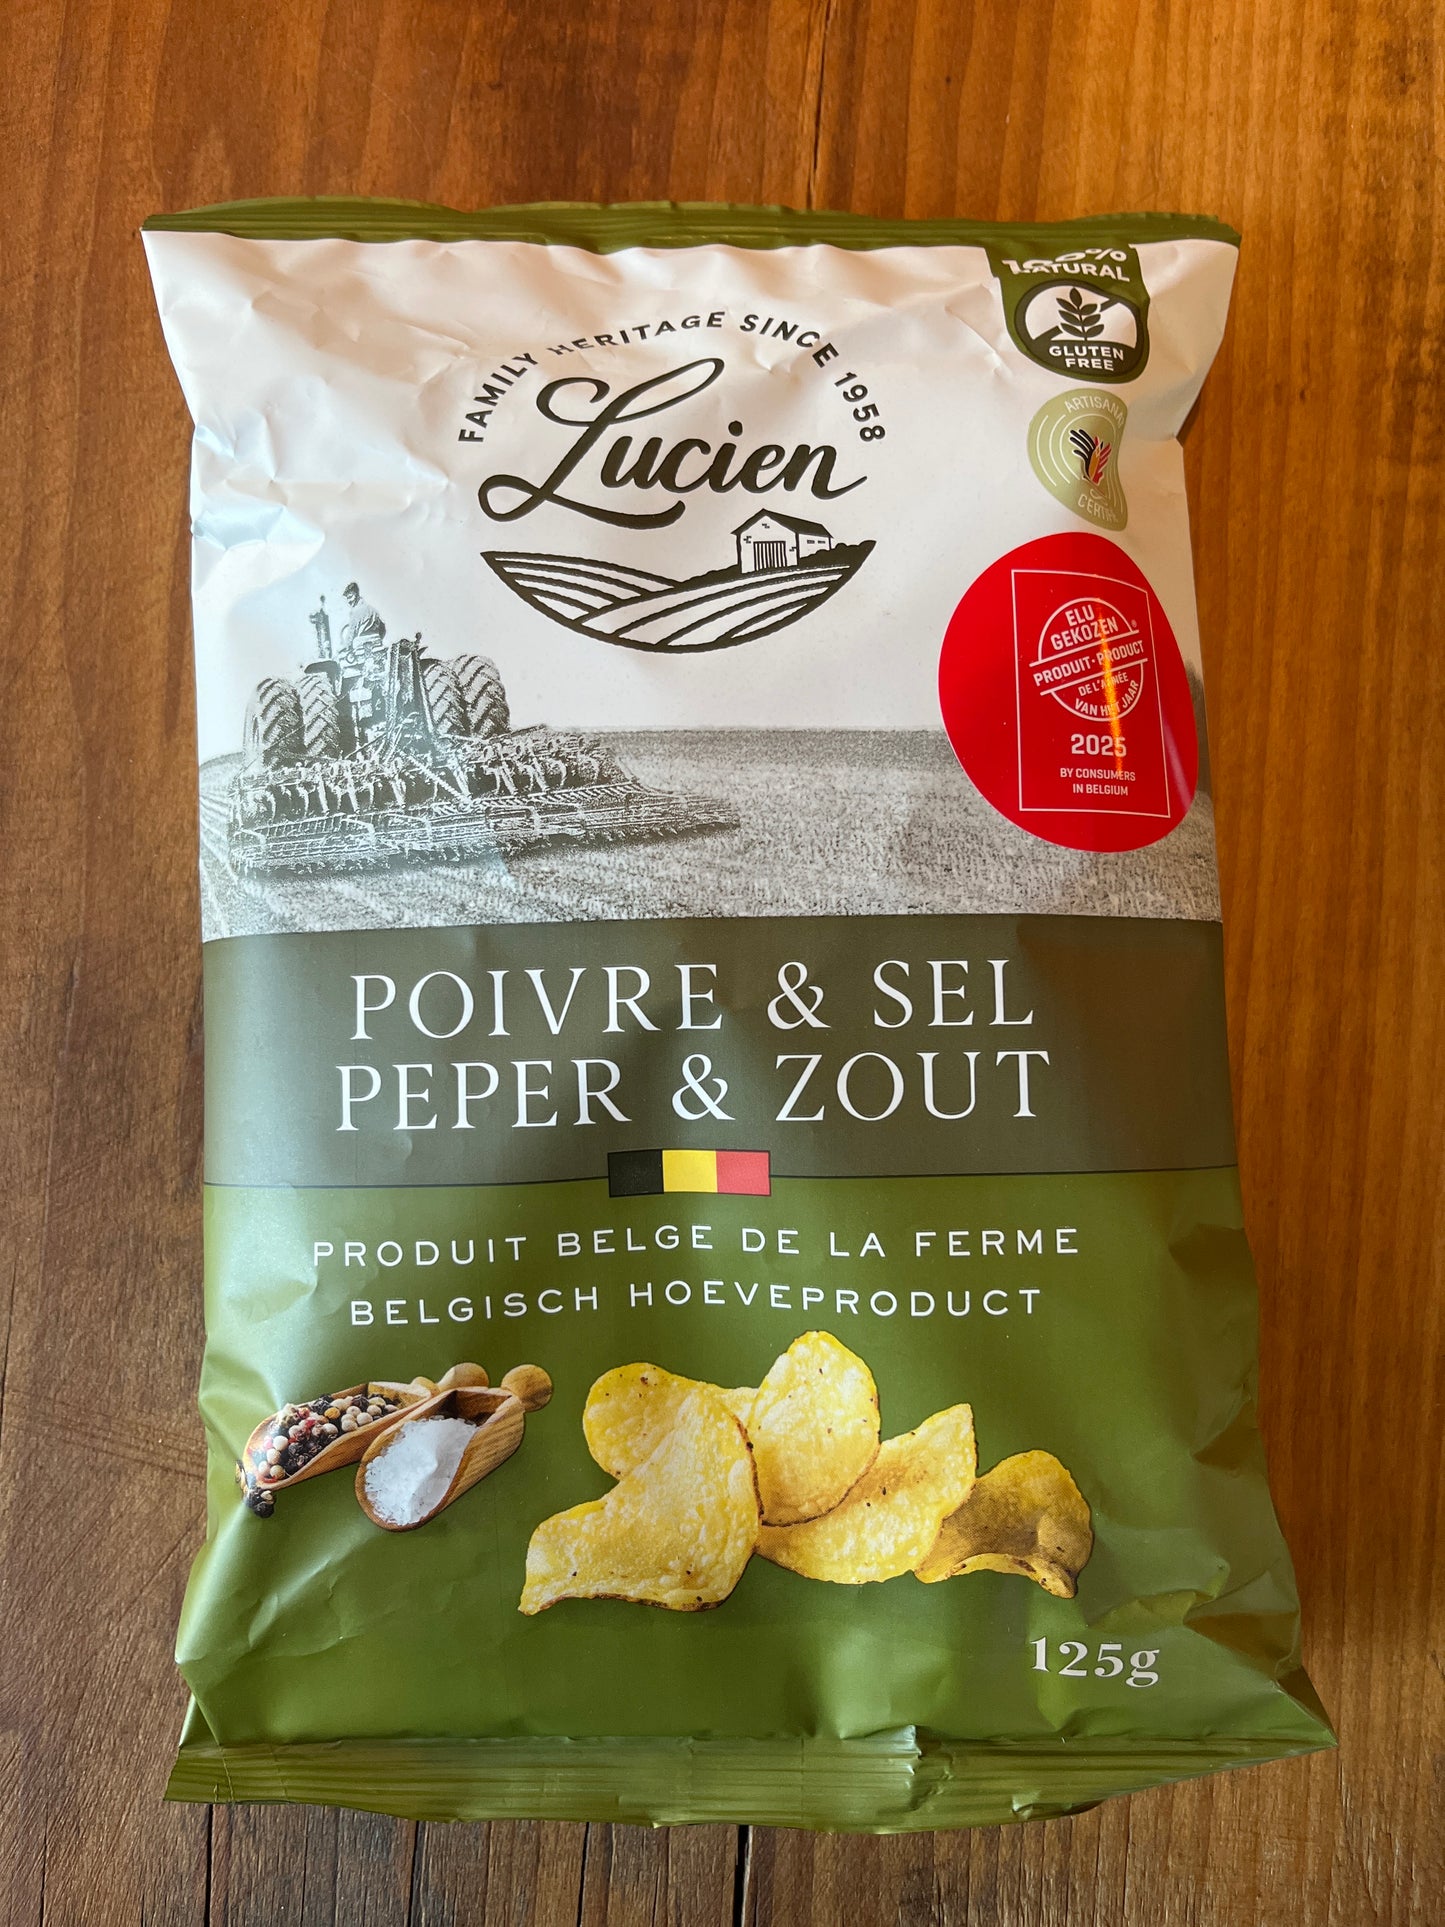 100%
NATURAL
GLUTEN
FREE
FAMILY HERITAGE SINCE 1958
Lucien
ARTISANAT
ELU
GEKOZEN
®
PRODUIT · PRODUCT
DE L'ANNÉE
VAN HET JAAR
2025
BY CONSUMERS
IN BELGIUM
POIVRE & SEL
PEPER & ZOUT
PRODUIT BELGE DE LA FERME
BELGISCH HOEVEPRODUCT
125g